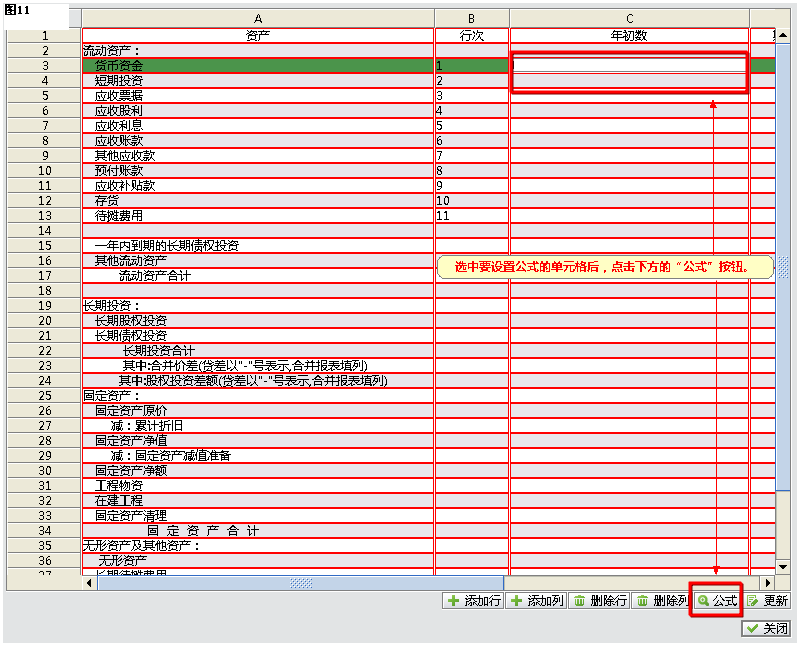 图11
A B C
1 资产 行次 年初数
2 流动资产：
3 货币资金 1
4 短期投资 2
5 应收票据 3
6 应收股利 4
7 应收利息 5
8 应收账款 6
9 其他应收款 7
10 预付账款 8
11 应收补贴款 9
12 存货 10
13 待摊费用 11
14
15 一年内到期的长期债权投资
16 其他流动资产
选中要设置公式的单元格后，点击下方的“公式”按钮。
17 流动资产合计
18
19 长期投资：
20 长期股权投资
21 长期债权投资
22 长期投资合计
23 其中:合并价差(贷差以"-"号表示,合并报表填列)
24 其中:股权投资差额(贷差以"-"号表示,合并报表填列)
25 固定资产：
26 固定资产原价
27 减：累计折旧
28 固定资产净值
29 减：固定资产减值准备
30 固定资产净额
31 工程物资
32 在建工程
33 固定资产清理
34 固 定 资 产 合 计
35 无形资产及其他资产：
36 无形资产
37 长期待摊费用
添加行 添加列 删除行 删除列 公式 更新
关闭